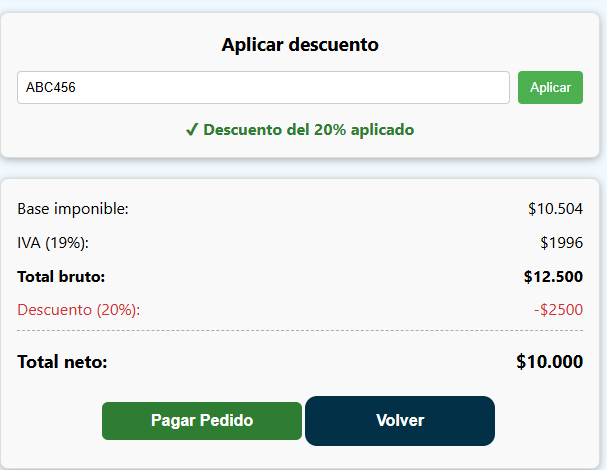 Aplicar descuento
ABC456 Aplicar
✓ Descuento del 20% aplicado
Base imponible: $10.504
IVA (19%): $1996
Total bruto: $12.500
Descuento (20%): -$2500
Total neto: $10.000
Pagar Pedido Volver